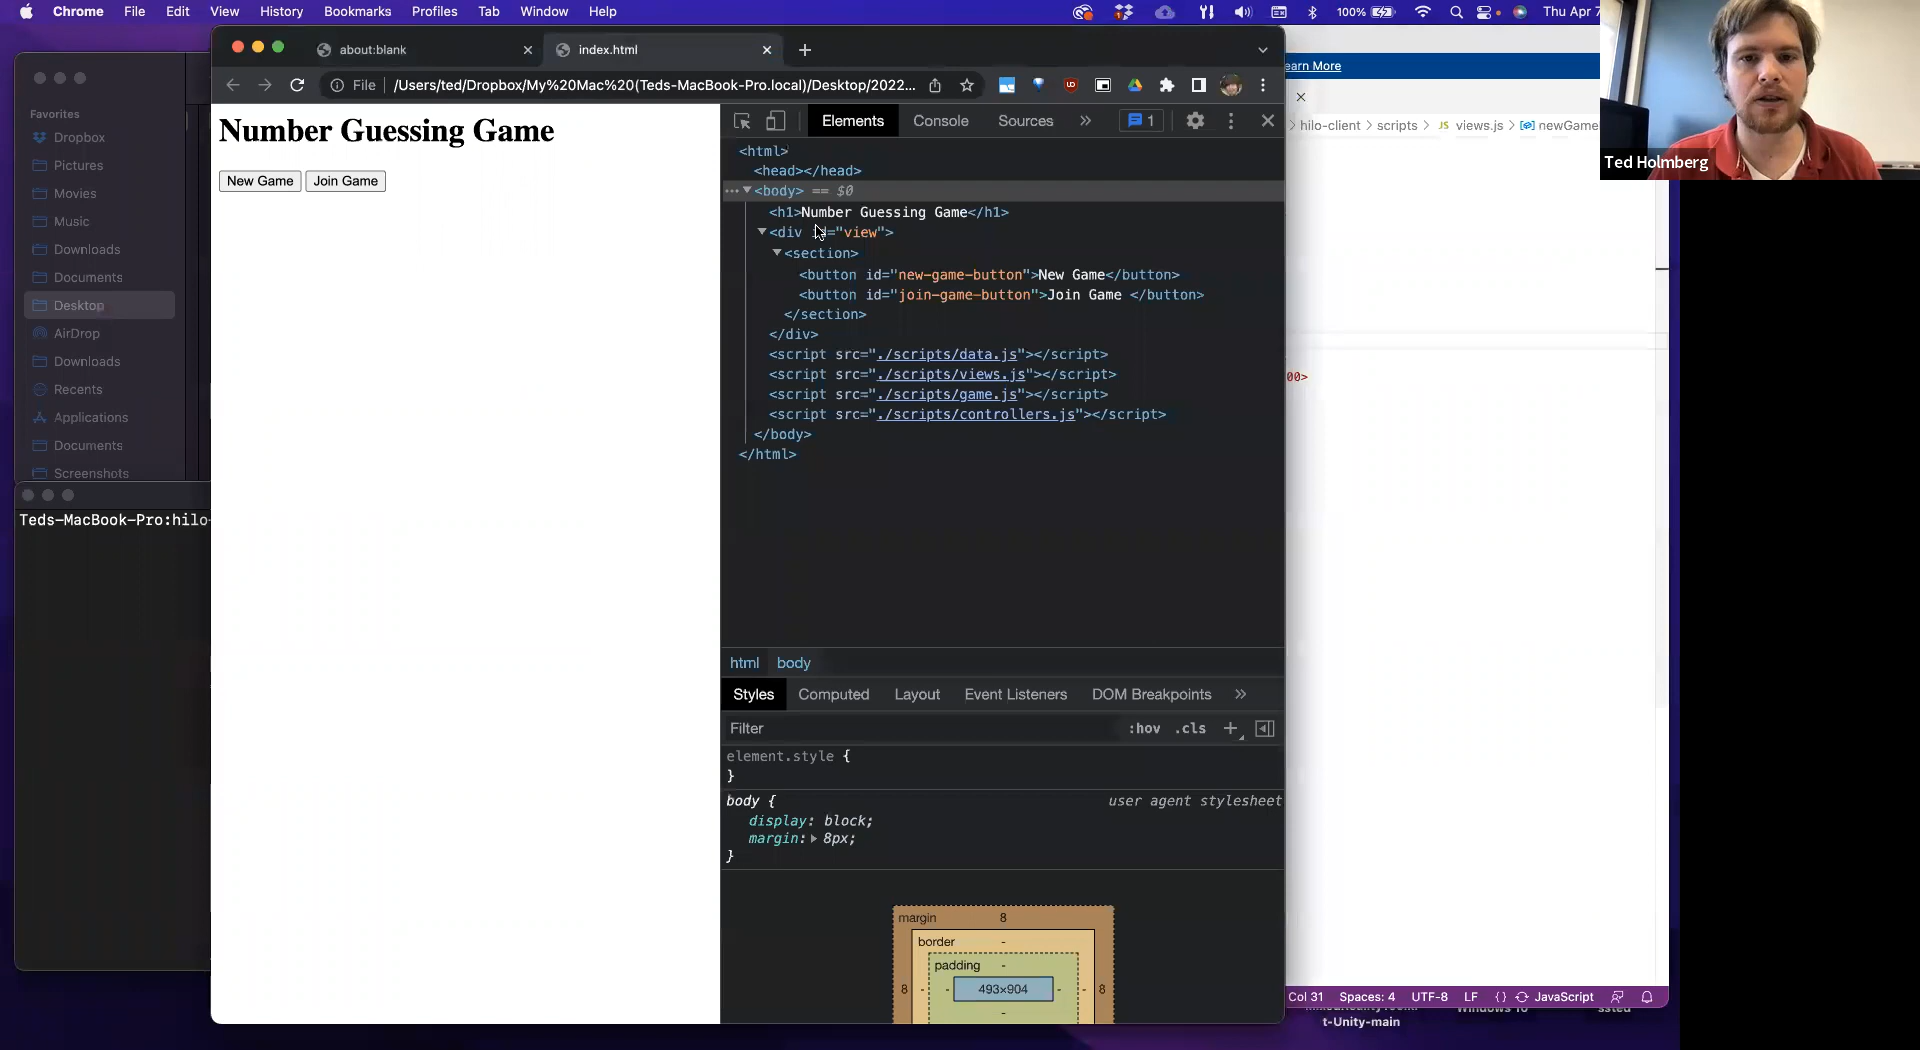 Chrome File Edit View History Bookmarks Profiles Tab Window Help 100% Thu Apr 7
about:blank
index.html
File /Users/ted/Dropbox/My%20Mac%20(Teds-MacBook-Pro.local)/Desktop/2022...
Number Guessing Game
New Game Join Game
Favorites
Dropbox
Pictures
Movies
Music
Downloads
Documents
Desktop
AirDrop
Downloads
Recents
Applications
Documents
Screenshots
Teds-MacBook-Pro:hilo-
Elements Console Sources » 1
<html>
<head></head>
<body> == $0
<h1>Number Guessing Game</h1>
<div id="view">
<section>
<button id="new-game-button">New Game</button>
<button id="join-game-button">Join Game </button>
</section>
</div>
<script src="./scripts/data.js"></script>
<script src="./scripts/views.js"></script>
<script src="./scripts/game.js"></script>
<script src="./scripts/controllers.js"></script>
</body>
</html>
html body
Styles Computed Layout Event Listeners DOM Breakpoints »
Filter :hov .cls
element.style {
}
body { user agent stylesheet
display: block;
margin: 8px;
}
margin 8
border -
padding -
8 - - 493×904 - - 8
-
earn More
hilo-client > scripts > JS views.js > newGame
00>
Ted Holmberg
Col 31 Spaces: 4 UTF-8 LF {} JavaScript
t-Unity-main